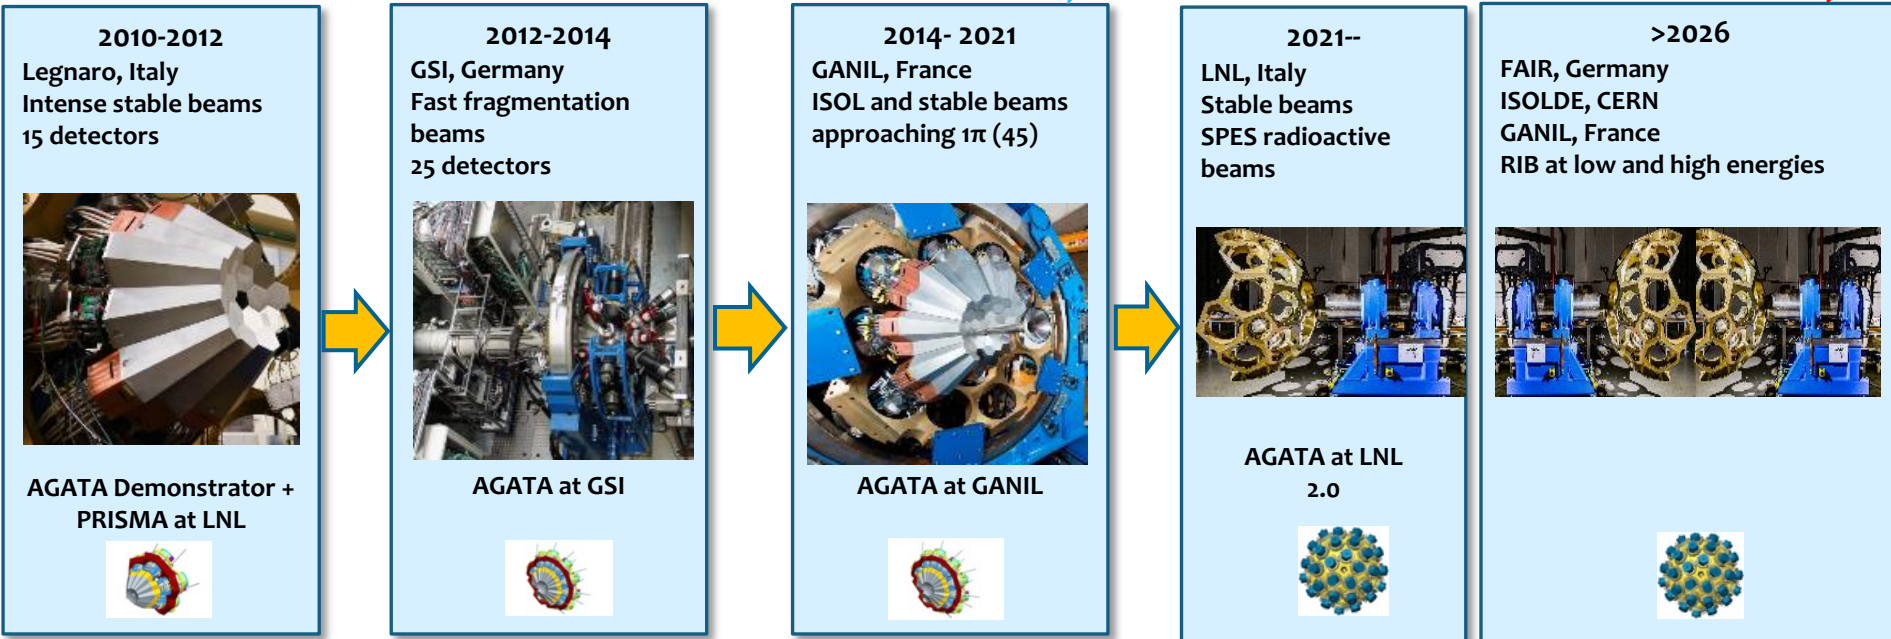 2010-2012
Legnaro, Italy
Intense stable beams
15 detectors
AGATA Demonstrator +
PRISMA at LNL
2012-2014
GSI, Germany
Fast fragmentation
beams
25 detectors
AGATA at GSI
2014- 2021
GANIL, France
ISOL and stable beams
approaching 1π (45)
AGATA at GANIL
2021--
LNL, Italy
Stable beams
SPES radioactive
beams
AGATA at LNL
2.0
>2026
FAIR, Germany
ISOLDE, CERN
GANIL, France
RIB at low and high energies